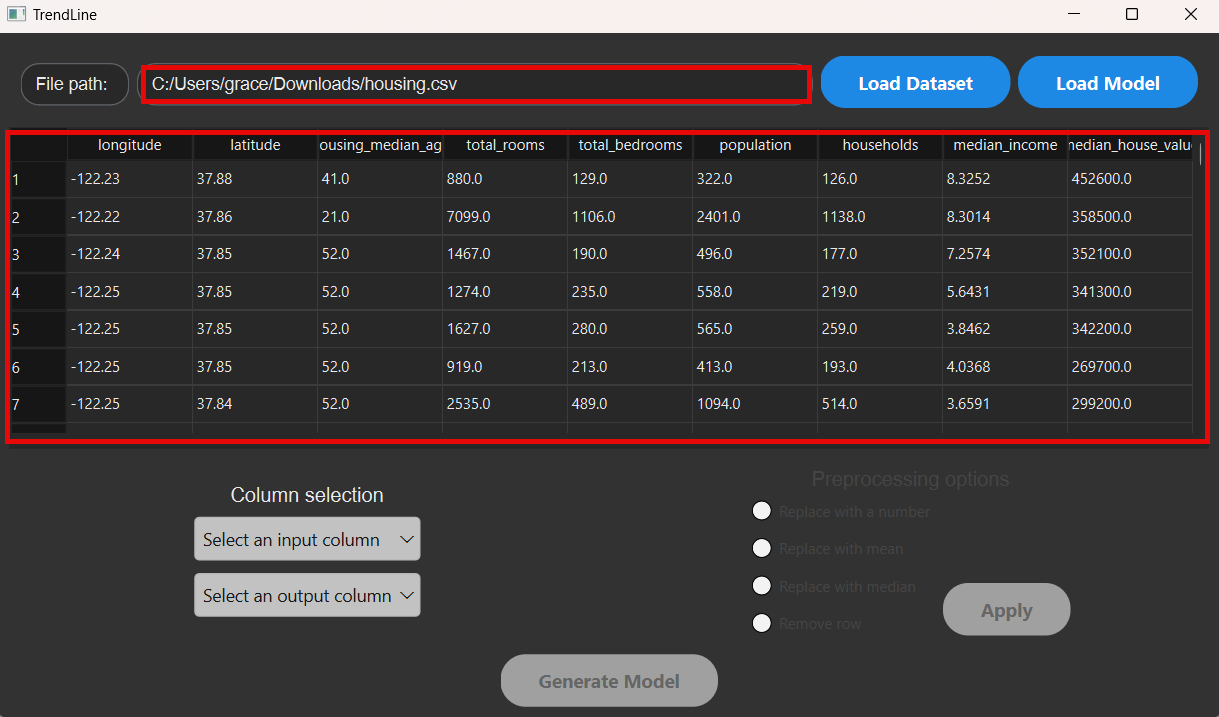 TrendLine
File path: C:/Users/grace/Downloads/housing.csv Load Dataset Load Model
longitude latitude ousing_median_ag total_rooms total_bedrooms population households median_income nedian_house_valu
1 -122.23 37.88 41.0 880.0 129.0 322.0 126.0 8.3252 452600.0
2 -122.22 37.86 21.0 7099.0 1106.0 2401.0 1138.0 8.3014 358500.0
3 -122.24 37.85 52.0 1467.0 190.0 496.0 177.0 7.2574 352100.0
4 -122.25 37.85 52.0 1274.0 235.0 558.0 219.0 5.6431 341300.0
5 -122.25 37.85 52.0 1627.0 280.0 565.0 259.0 3.8462 342200.0
6 -122.25 37.85 52.0 919.0 213.0 413.0 193.0 4.0368 269700.0
7 -122.25 37.84 52.0 2535.0 489.0 1094.0 514.0 3.6591 299200.0
Column selection
Select an input column
Select an output column
Preprocessing options
Replace with a number
Replace with mean
Replace with median
Remove row
Apply
Generate Model